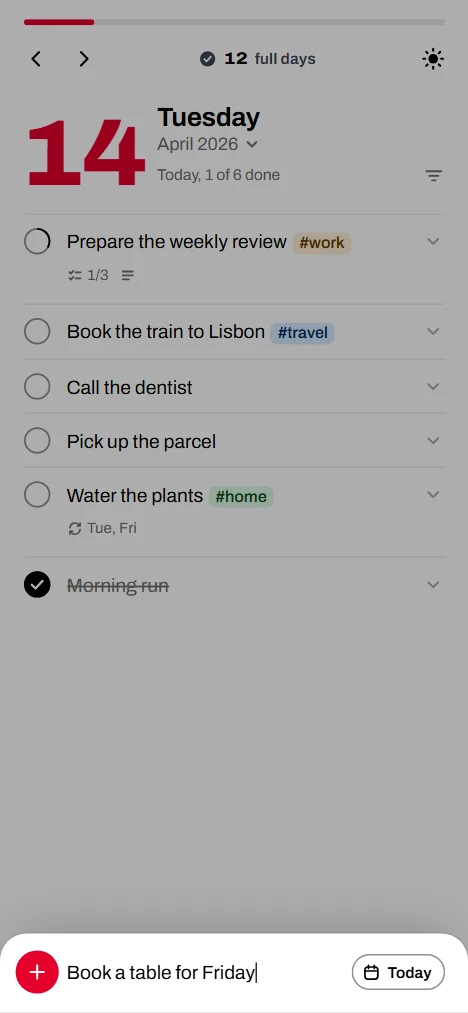 12 full days
14
Tuesday
April 2026
Today, 1 of 6 done
Prepare the weekly review #work
1/3
Book the train to Lisbon #travel
Call the dentist
Pick up the parcel
Water the plants #home
Tue, Fri
Morning run
Book a table for Friday
Today